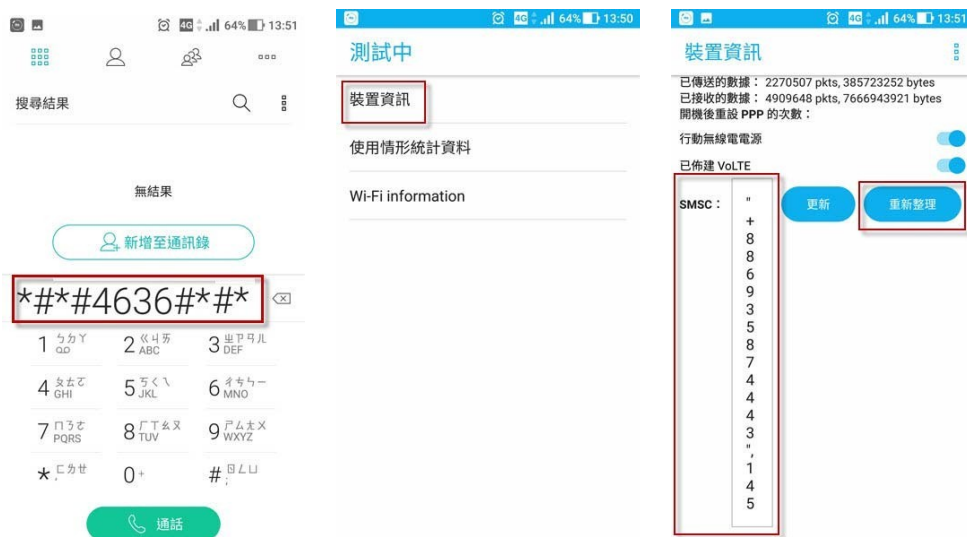 4G 64% 13:51
搜尋結果
無結果
新增至通訊錄
*#*#4636#*#*
1 ㄅㄉㄚ
2 ㄍㄐㄞ ABC
3 ㄓㄗㄢㄦ DEF
4 ㄆㄊㄛ GHI
5 ㄎㄑㄟ JKL
6 ㄔㄘㄣㄧ MNO
7 ㄇㄋㄜ PQRS
8 ㄏㄒㄠㄨ TUV
9 ㄕㄙㄤㄨ WXYZ
* ㄈㄌㄝ
0 +
# ㄖㄥㄩ
通話
4G 64% 13:50
測試中
裝置資訊
使用情形統計資料
Wi-Fi information
4G 64% 13:51
裝置資訊
已傳送的數據： 2270507 pkts, 385723252 bytes
已接收的數據： 4909648 pkts, 7666943921 bytes
開機後重設 PPP 的次數：
行動無線電電源
已佈建 VoLTE
SMSC：
"
+
8
8
6
9
3
5
8
7
4
4
4
3
",
1
4
5
更新
重新整理